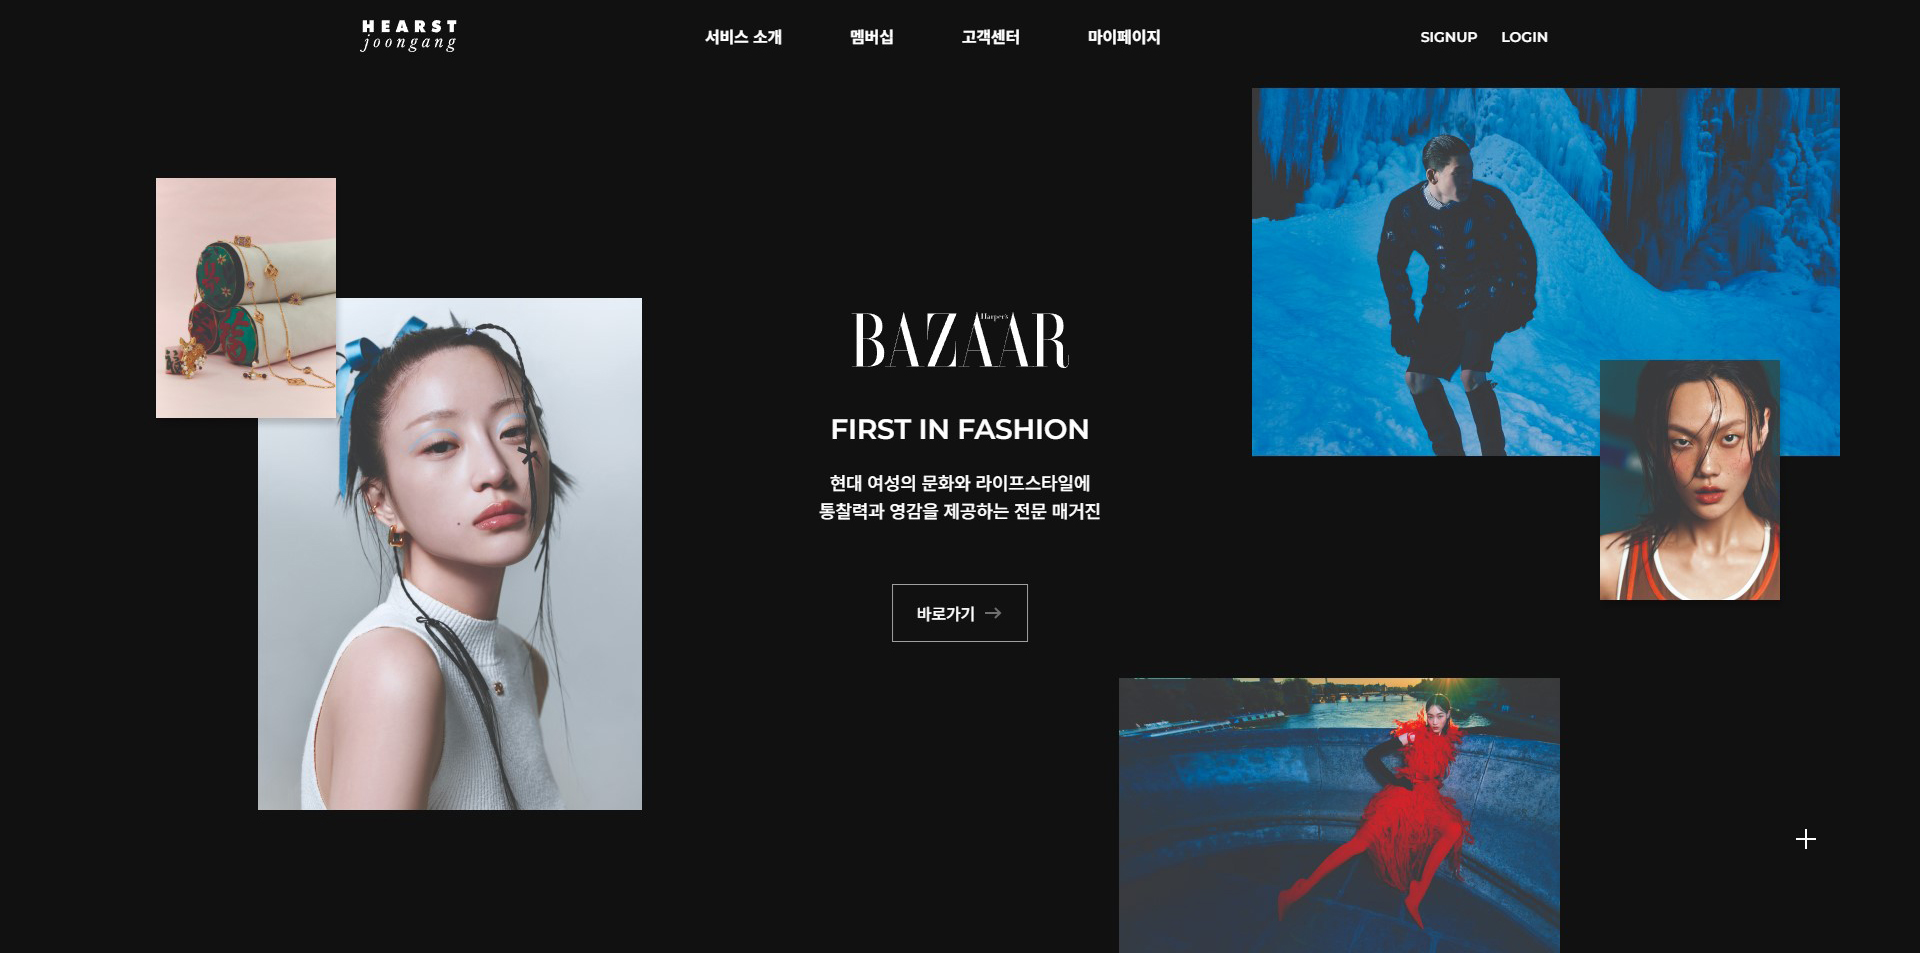 HEARST
joongang
서비스 소개
멤버십
고객센터
마이페이지
SIGNUP
LOGIN
Harper's
BAZAAR
FIRST IN FASHION
현대 여성의 문화와 라이프스타일에
통찰력과 영감을 제공하는 전문 매거진
바로가기